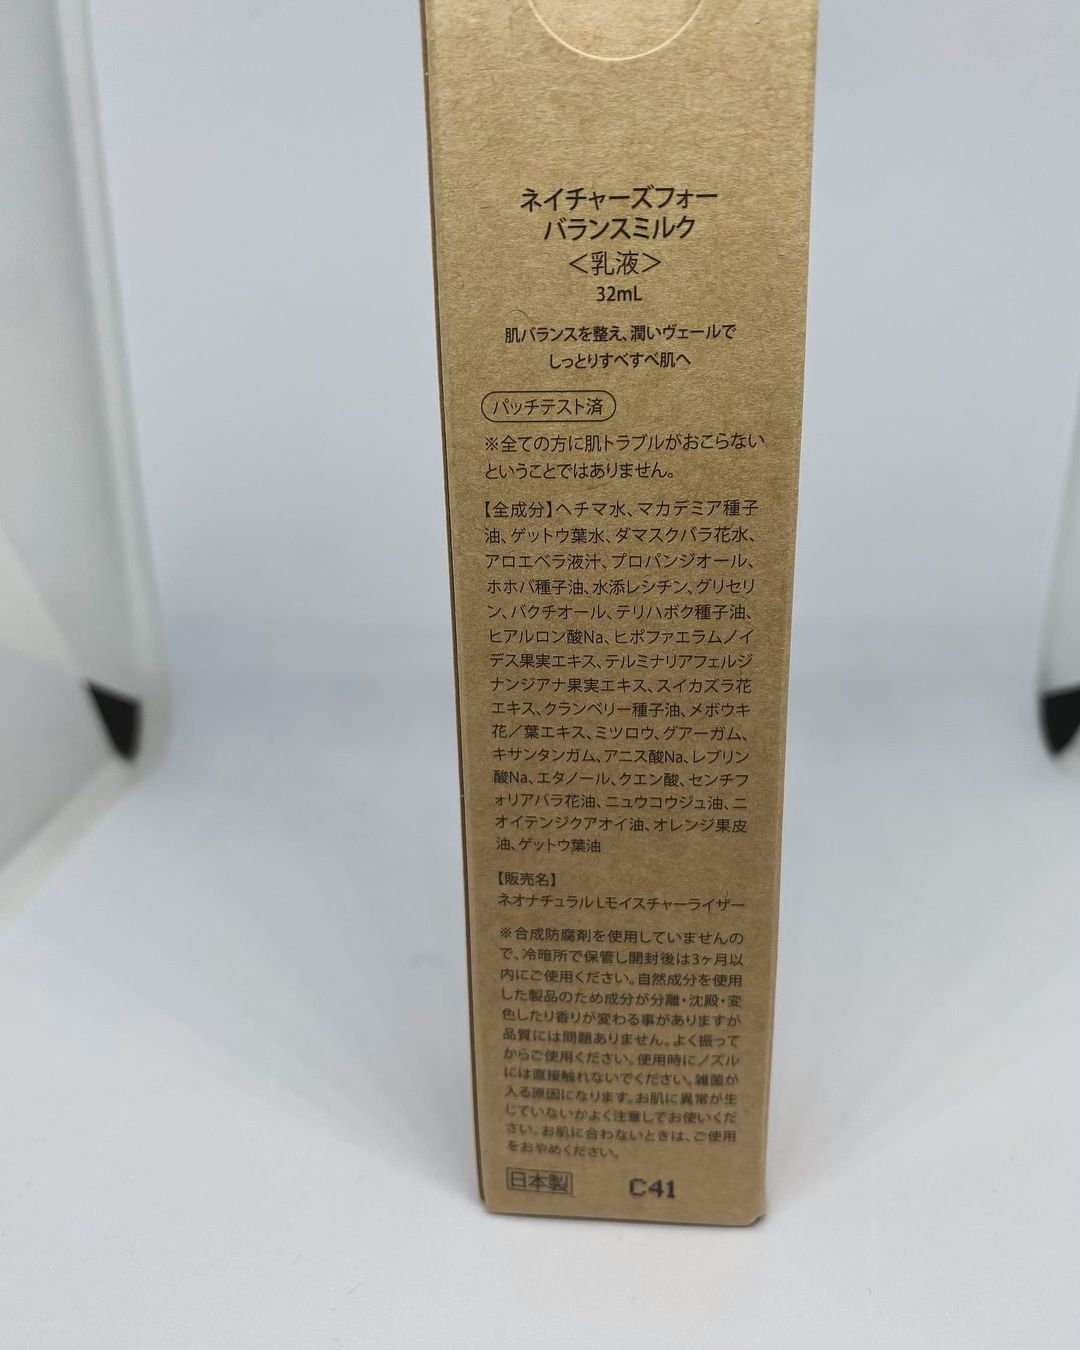 ネイチャーズフォー
バランスミルク
＜乳液＞
32mL
肌バランスを整え、潤いヴェールで
しっとりすべすべ肌へ
パッチテスト済
※全ての方に肌トラブルがおこらない
ということではありません。
【全成分】ヘチマ水、マカデミア種子
油、ゲットウ葉水、ダマスクバラ花水、
アロエベラ液汁、プロパンジオール、
ホホバ種子油、水添レシチン、グリセリ
ン、バクチオール、テリハボク種子油、
ヒアルロン酸Na、ヒポファエラムノイ
デス果実エキス、テルミナリアフェルジ
ナンジアナ果実エキス、スイカズラ花
エキス、クランベリー種子油、メボウキ
花／葉エキス、ミツロウ、グアーガム、
キサンタンガム、アニス酸Na、レブリン
酸Na、エタノール、クエン酸、センチフ
ォリアバラ花油、ニュウコウジュ油、ニ
オイテンジクアオイ油、オレンジ果皮
油、ゲットウ葉油
【販売名】
ネオナチュラル Lモイスチャーライザー
※合成防腐剤を使用していませんの
で、冷暗所で保管し開封後は3ヶ月以
内にご使用ください。自然成分を使用
した製品のため成分が分離・沈殿・変
色したり香りが変わる事がありますが
品質には問題ありません。よく振って
からご使用ください。使用時にノズル
には直接触れないでください。雑菌が
入る原因になります。お肌に異常が生
じていないかよく注意してお使いくだ
さい。お肌に合わないときは、ご使用
をおやめください。
日本製
C41